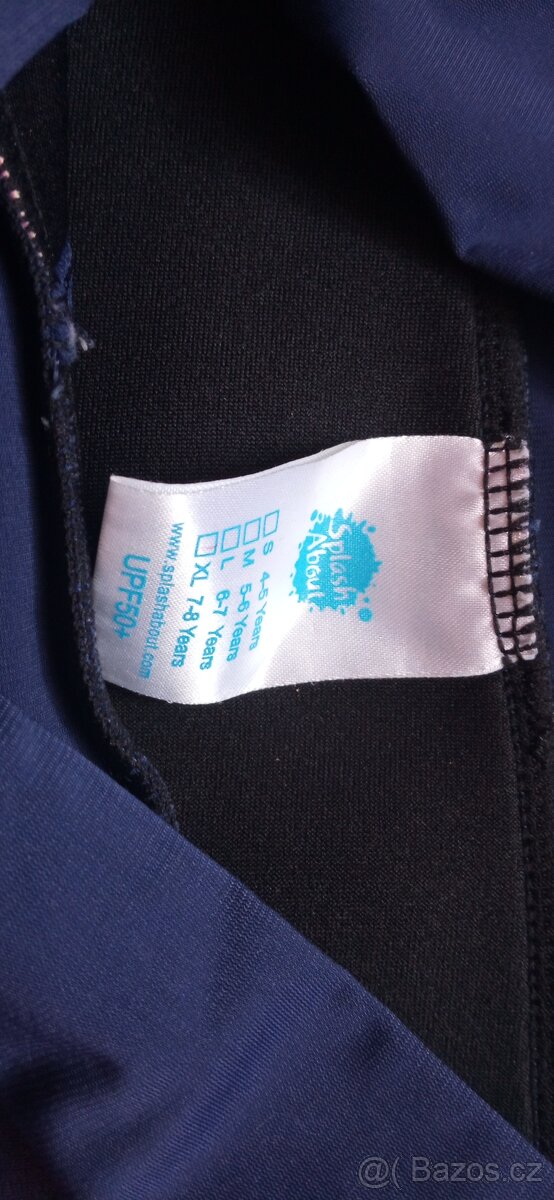 Splash
About®
☐ S 4-5 Years
☐ M 5-6 Years
☐ L 6-7 Years
☐ XL 7-8 Years
www.splashabout.com
UPF50+
@( Bazos.cz